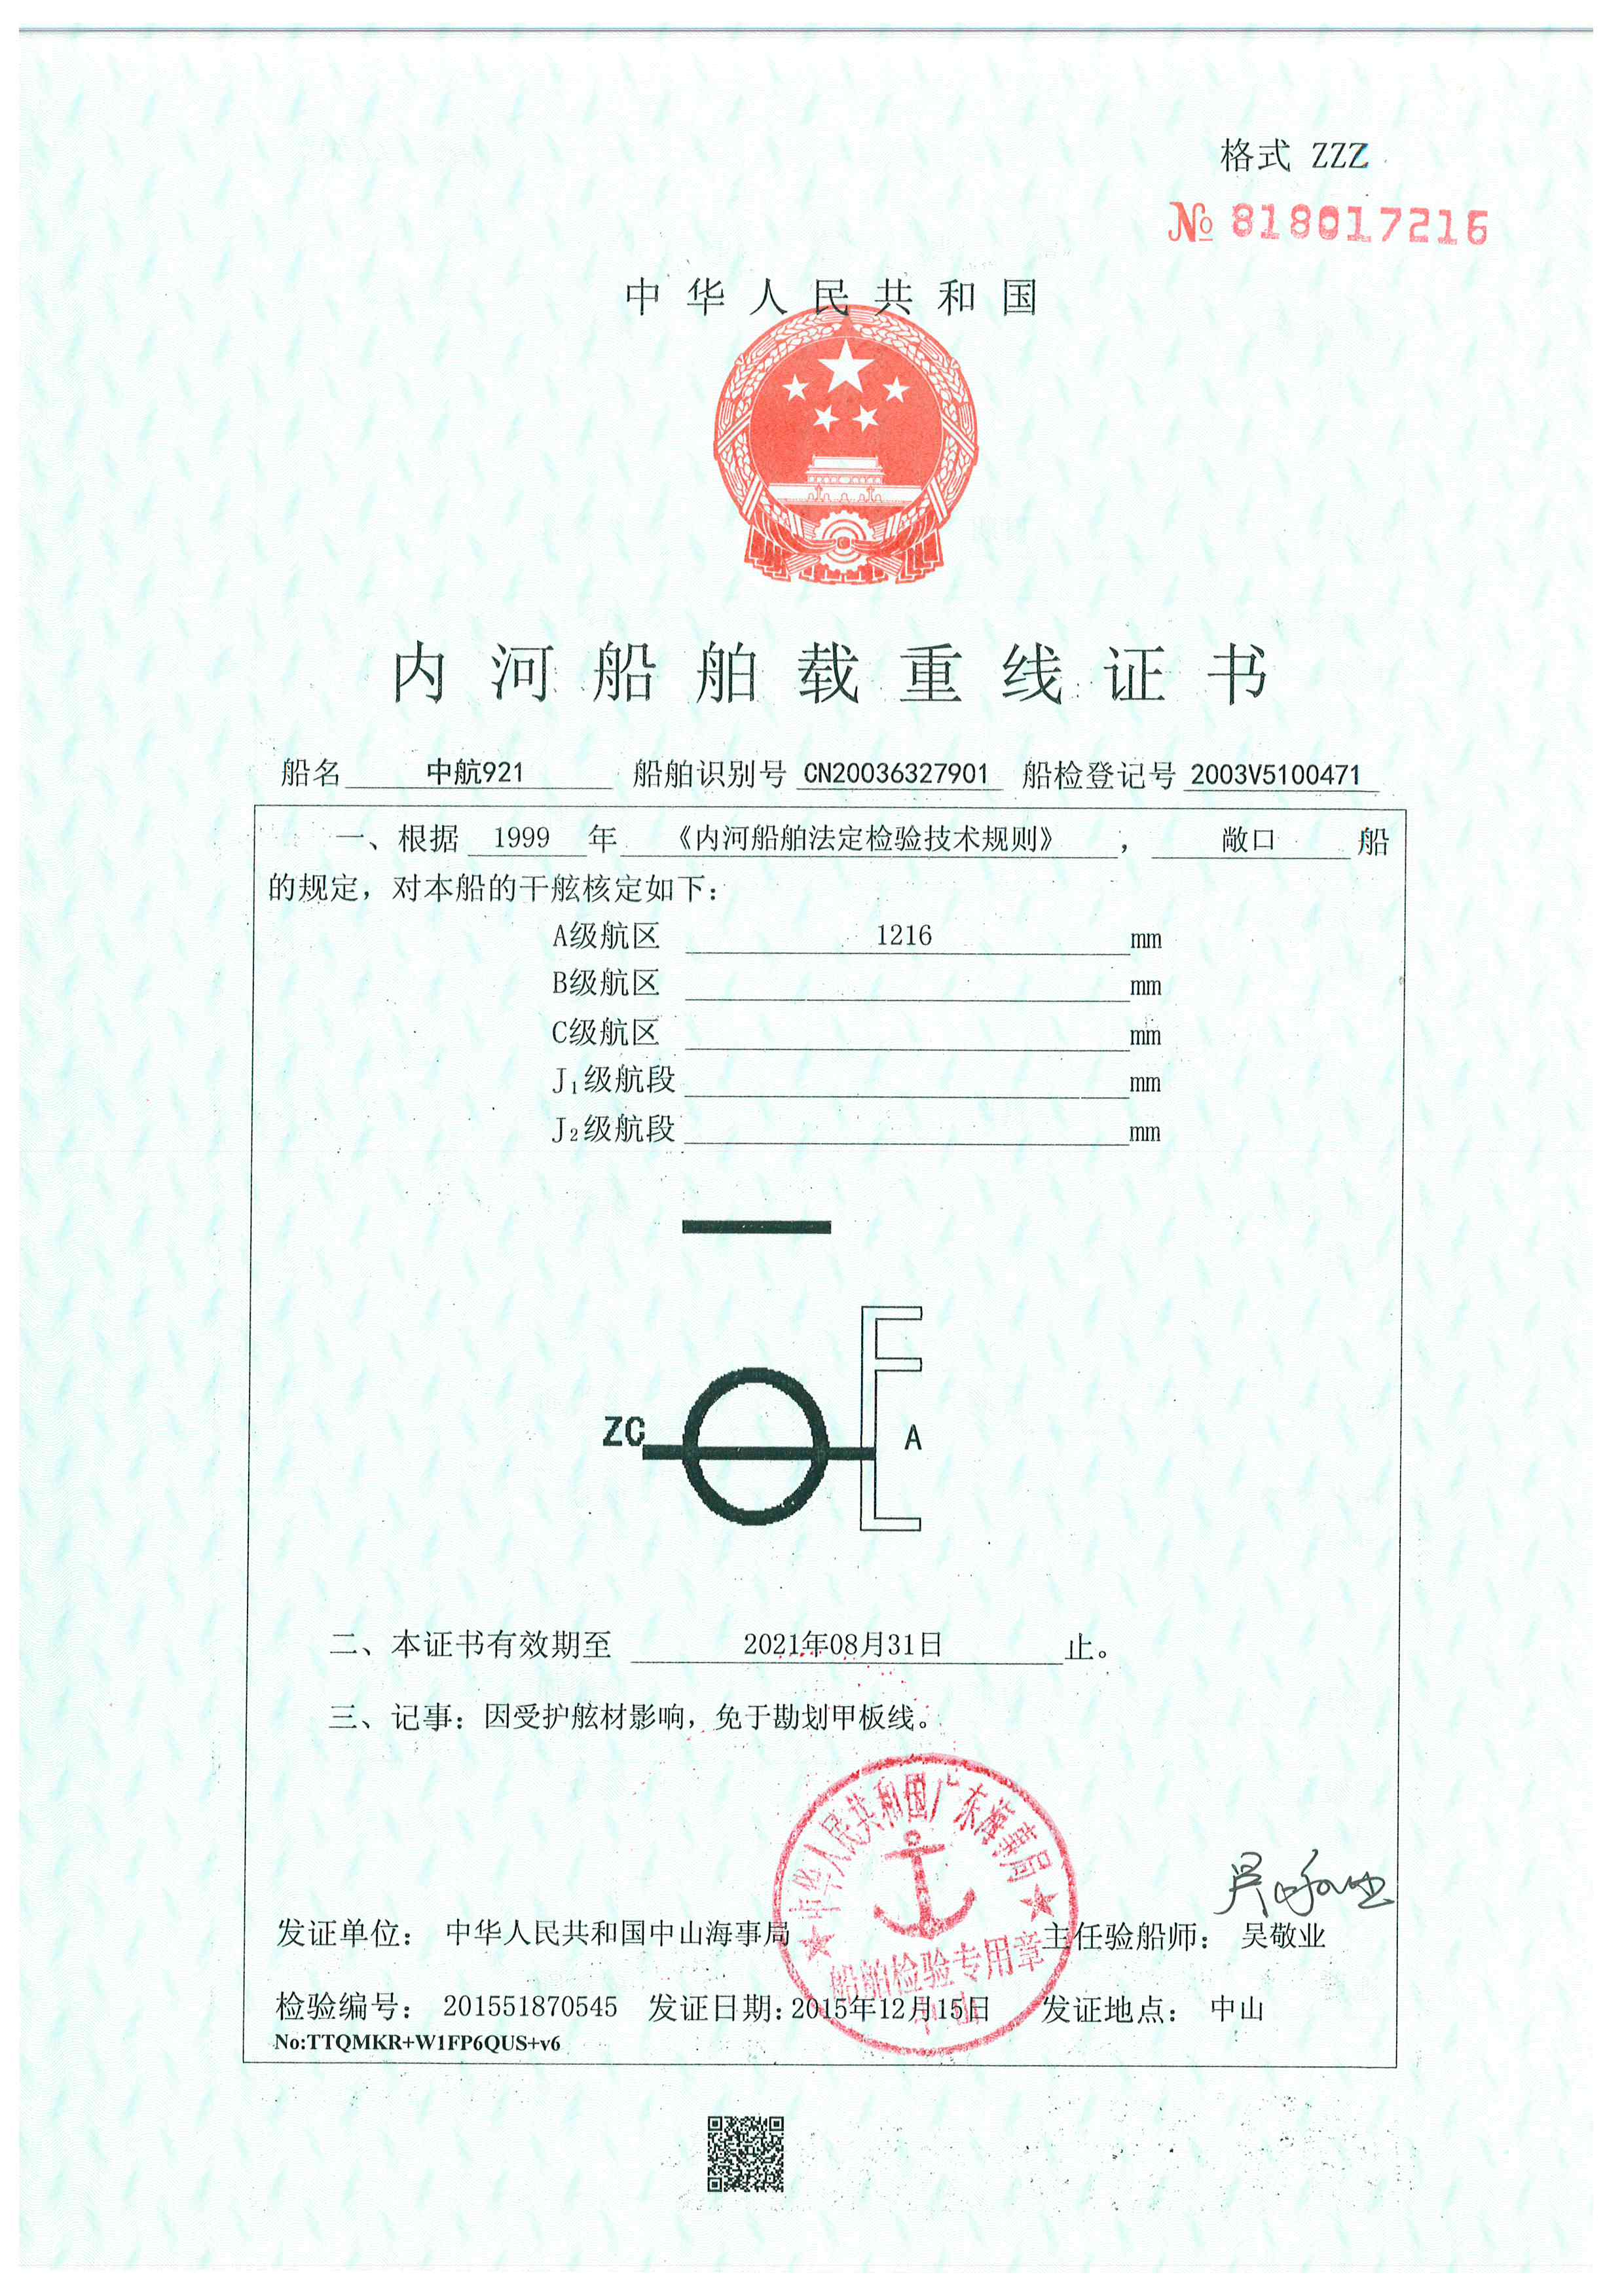 格式 ZZZ
№ 818017216
中华人民共和国
内河船舶载重线证书
船名 中航921 船舶识别号 CN20036327901 船检登记号 2003V5100471
一、根据 1999 年 《内河船舶法定检验技术规则》 , 敞口 船
的规定，对本船的干舷核定如下：
A级航区 1216 mm
B级航区 mm
C级航区 mm
J₁级航段 mm
J₂级航段 mm
ZC A
二、本证书有效期至 2021年08月31日 止。
三、记事：因受护舷材影响，免于勘划甲板线。
中华人民共和国广东海事局
船舶检验专用章
中山
发证单位： 中华人民共和国中山海事局 主任验船师： 吴敬业
检验编号： 201551870545 发证日期：2015年12月15日 发证地点： 中山
No:TTQMKR+W1FP6QUS+v6